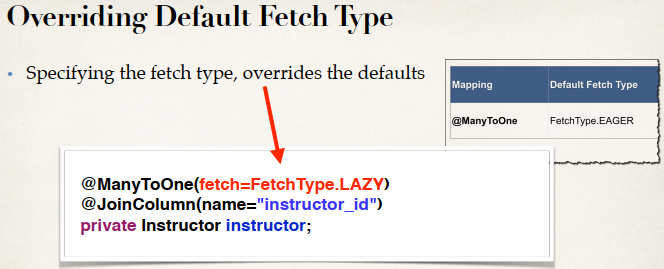 Overriding Default Fetch Type
• Specifying the fetch type, overrides the defaults
Mapping Default Fetch Type
@ManyToOne FetchType.EAGER
@ManyToOne(fetch=FetchType.LAZY)
@JoinColumn(name="instructor_id")
private Instructor instructor;